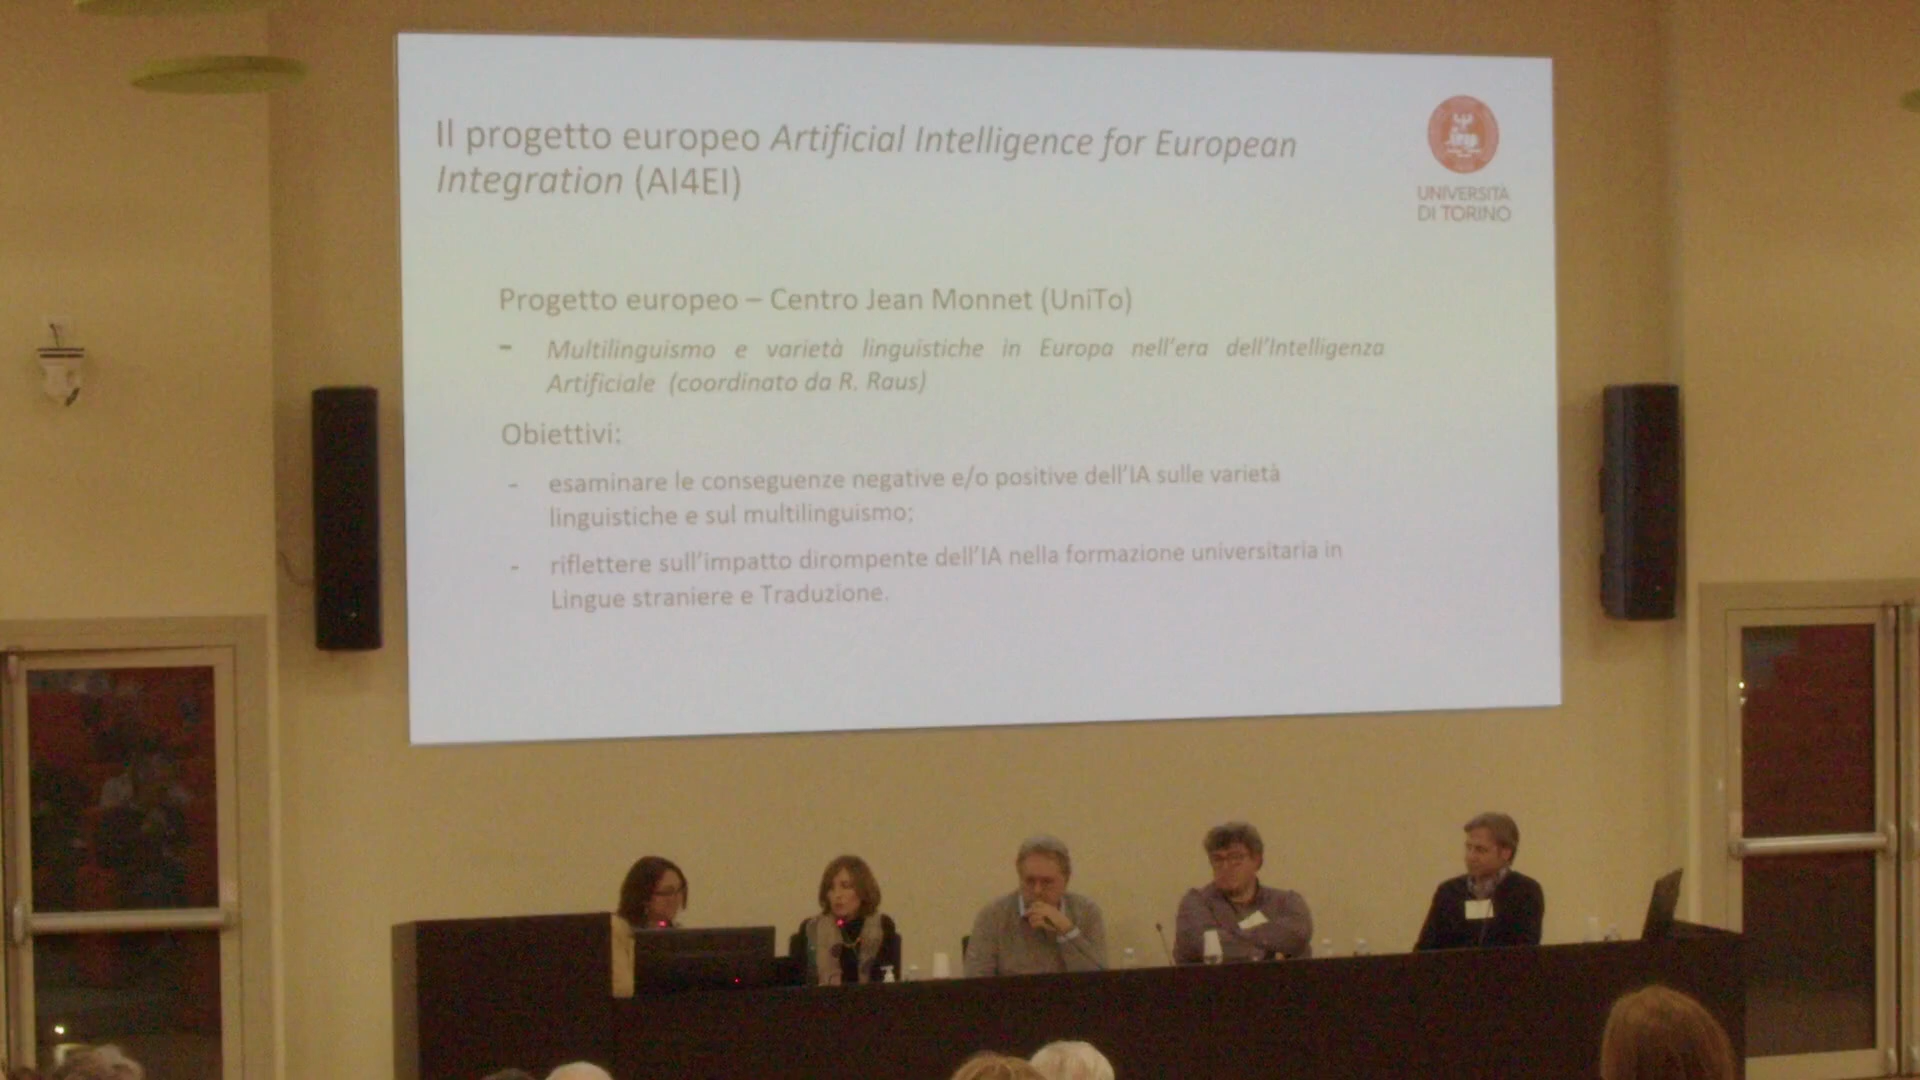 Il progetto europeo Artificial Intelligence for European
Integration (AI4EI)
UNIVERSITÀ
DI TORINO
Progetto europeo – Centro Jean Monnet (UniTo)
- Multilinguismo e varietà linguistiche in Europa nell'era dell'Intelligenza
Artificiale (coordinato da R. Raus)
Obiettivi:
- esaminare le conseguenze negative e/o positive dell'IA sulle varietà
linguistiche e sul multilinguismo;
- riflettere sull'impatto dirompente dell'IA nella formazione universitaria in
Lingue straniere e Traduzione.